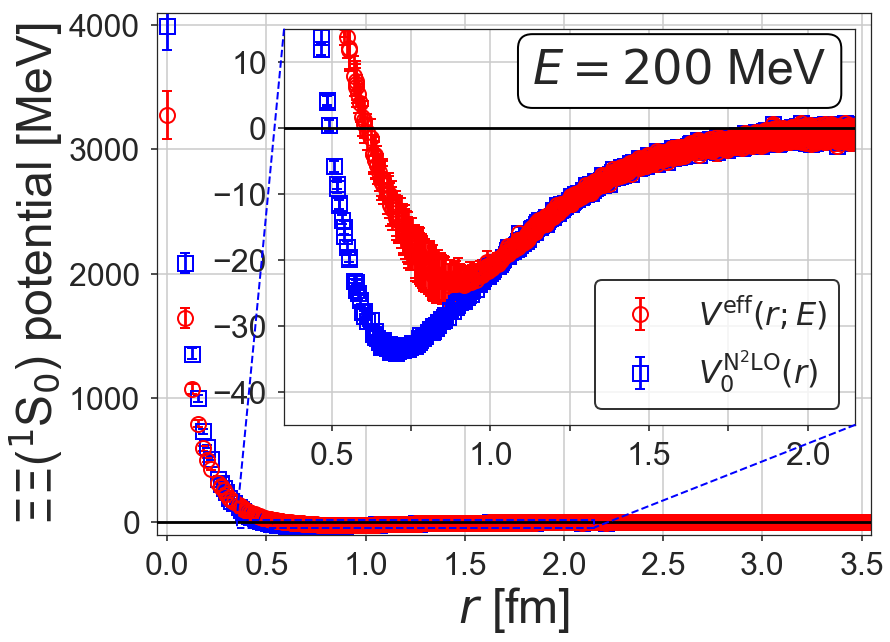 ΞΞ(¹S₀) potential [MeV]
4000
3000
2000
1000
0
0.0 0.5 1.0 1.5 2.0 2.5 3.0 3.5
r [fm]
E = 200 MeV
10
0
−10
−20
−30
−40
0.5 1.0 1.5 2.0
V^eff(r; E)
V₀^N²LO(r)